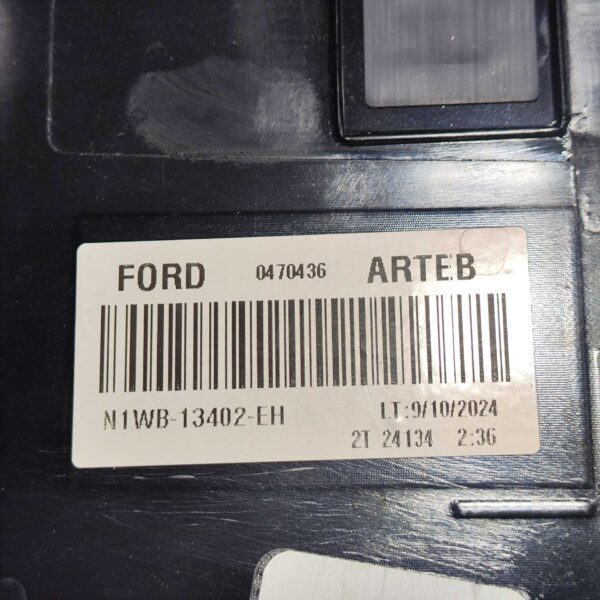 FORD 0470436 ARTEB
N1WB-13402-EH LT:9/10/2024
2T 24134 2:36